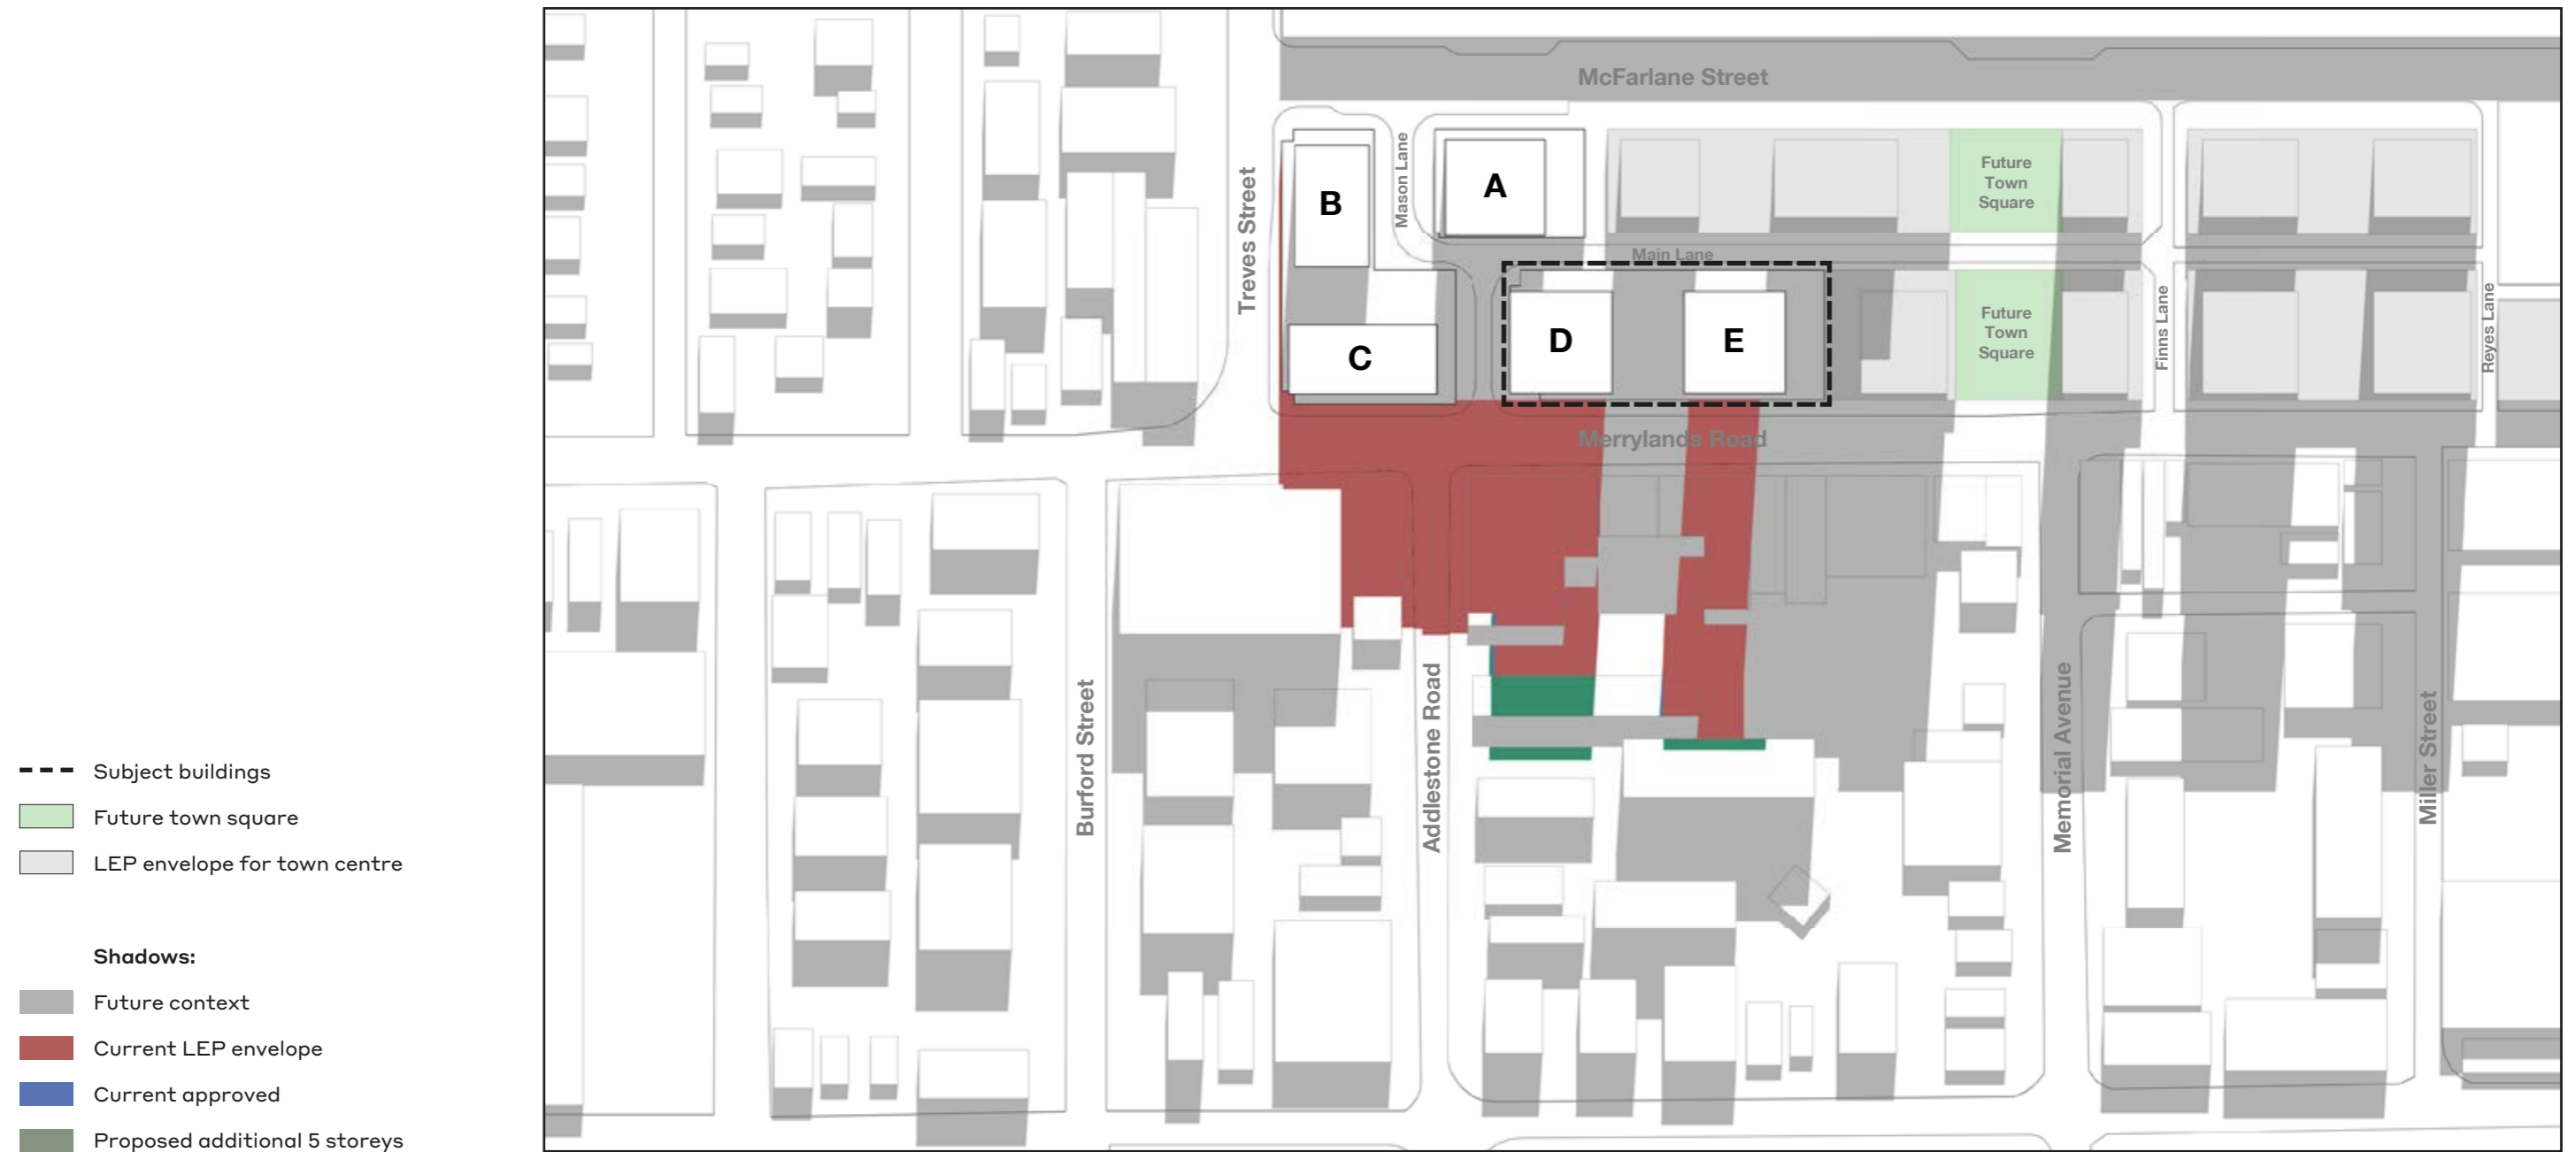 McFarlane Street
Mason Lane
Treves Street
B
A
Future
Town
Square
Main Lane
D
E
C
Future
Town
Square
Finns Lane
Reyes Lane
Merrylands Road
Burford Street
Addlestone Road
Memorial Avenue
Miller Street
Subject buildings
Future town square
LEP envelope for town centre
Shadows:
Future context
Current LEP envelope
Current approved
Proposed additional 5 storeys